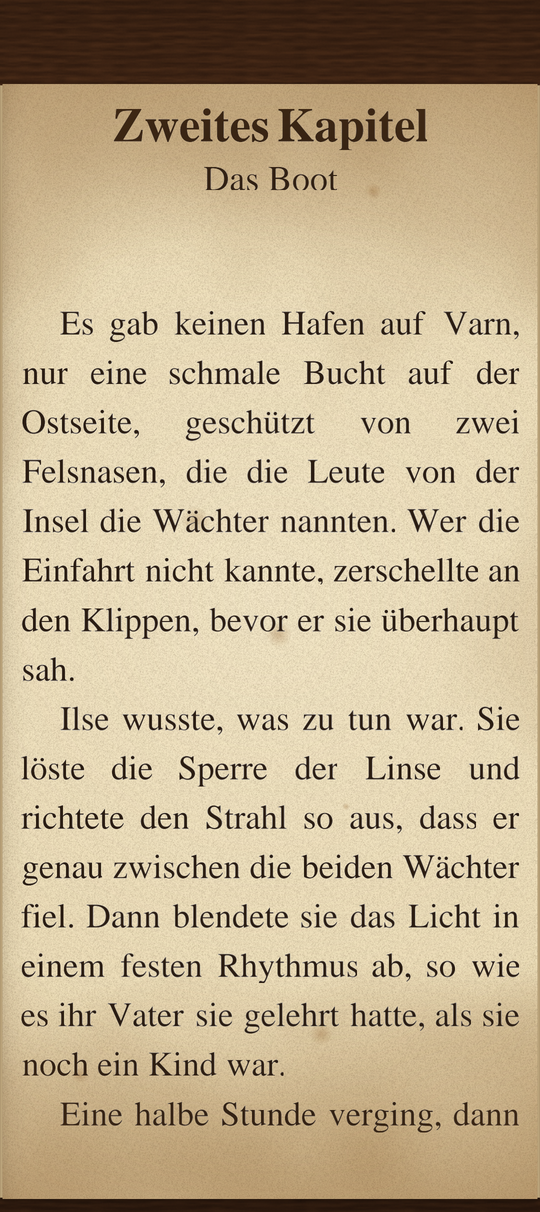 Zweites Kapitel
Das Boot
Es gab keinen Hafen auf Varn,
nur eine schmale Bucht auf der
Ostseite, geschützt von zwei
Felsnasen, die die Leute von der
Insel die Wächter nannten. Wer die
Einfahrt nicht kannte, zerschellte an
den Klippen, bevor er sie überhaupt
sah.
Ilse wusste, was zu tun war. Sie
löste die Sperre der Linse und
richtete den Strahl so aus, dass er
genau zwischen die beiden Wächter
fiel. Dann blendete sie das Licht in
einem festen Rhythmus ab, so wie
es ihr Vater sie gelehrt hatte, als sie
noch ein Kind war.
Eine halbe Stunde verging, dann